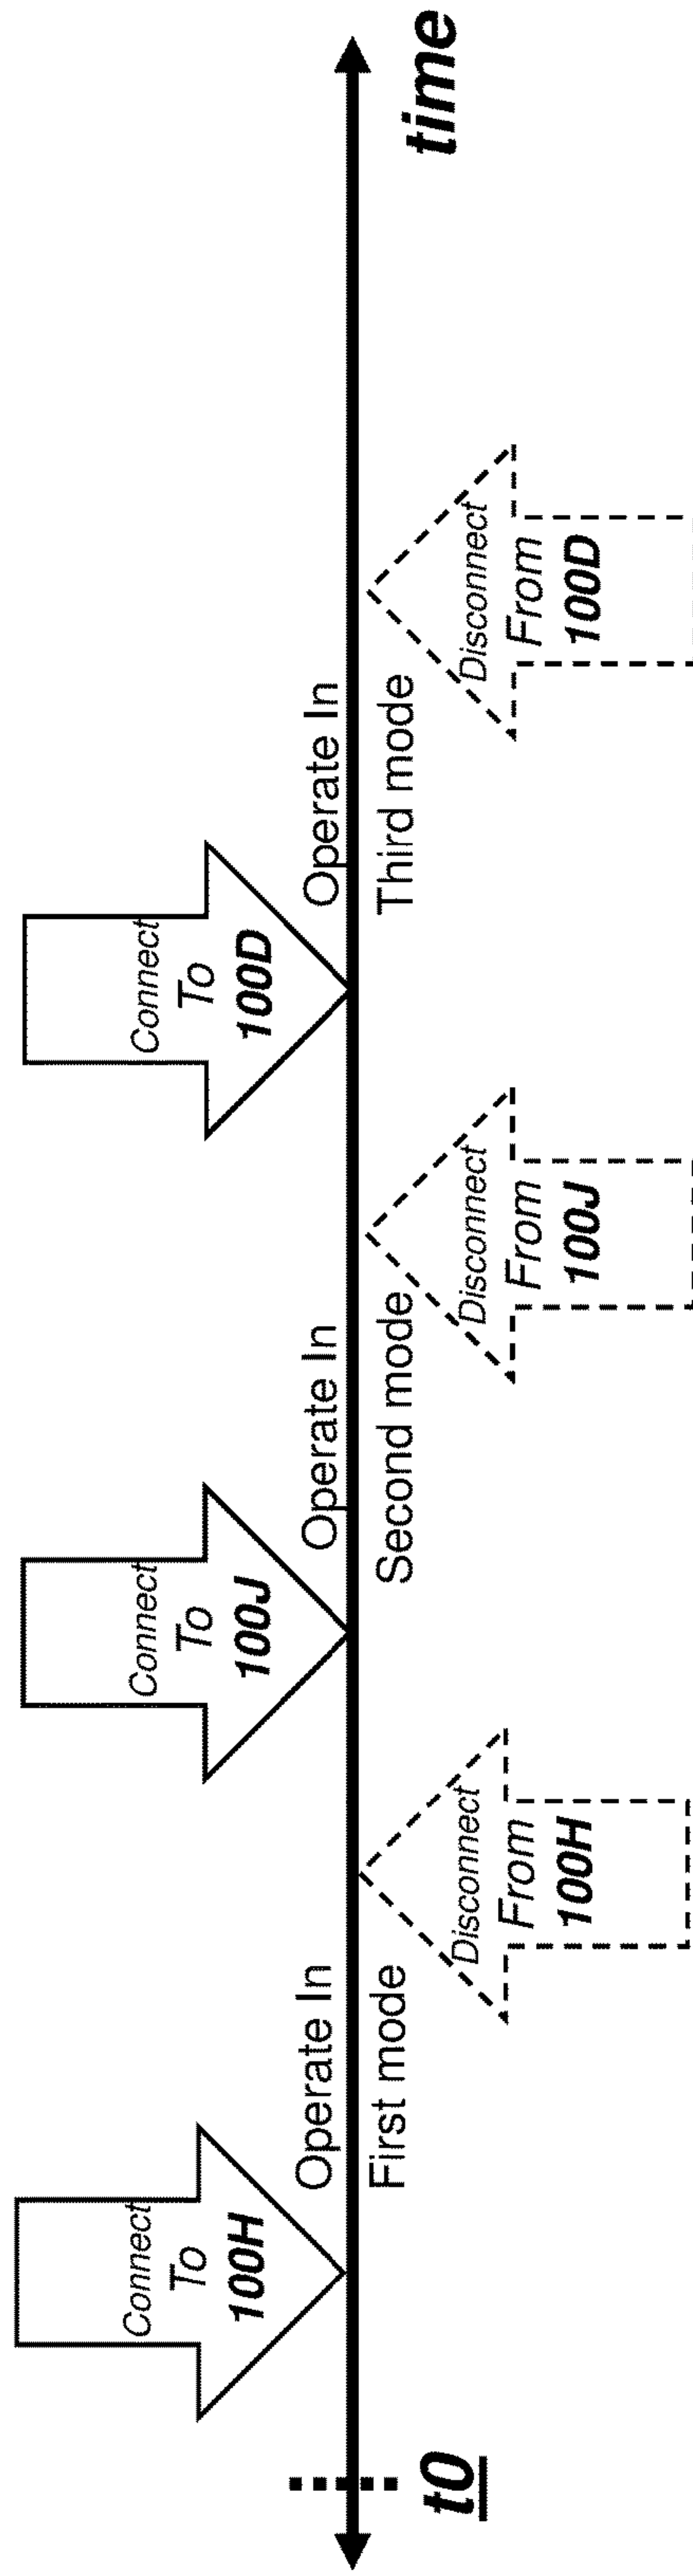 t0
Connect
To
100H
Operate In
First mode
Disconnect
From
100H
Connect
To
100J
Operate In
Second mode
Disconnect
From
100J
Connect
To
100D
Operate In
Third mode
Disconnect
From
100D
time